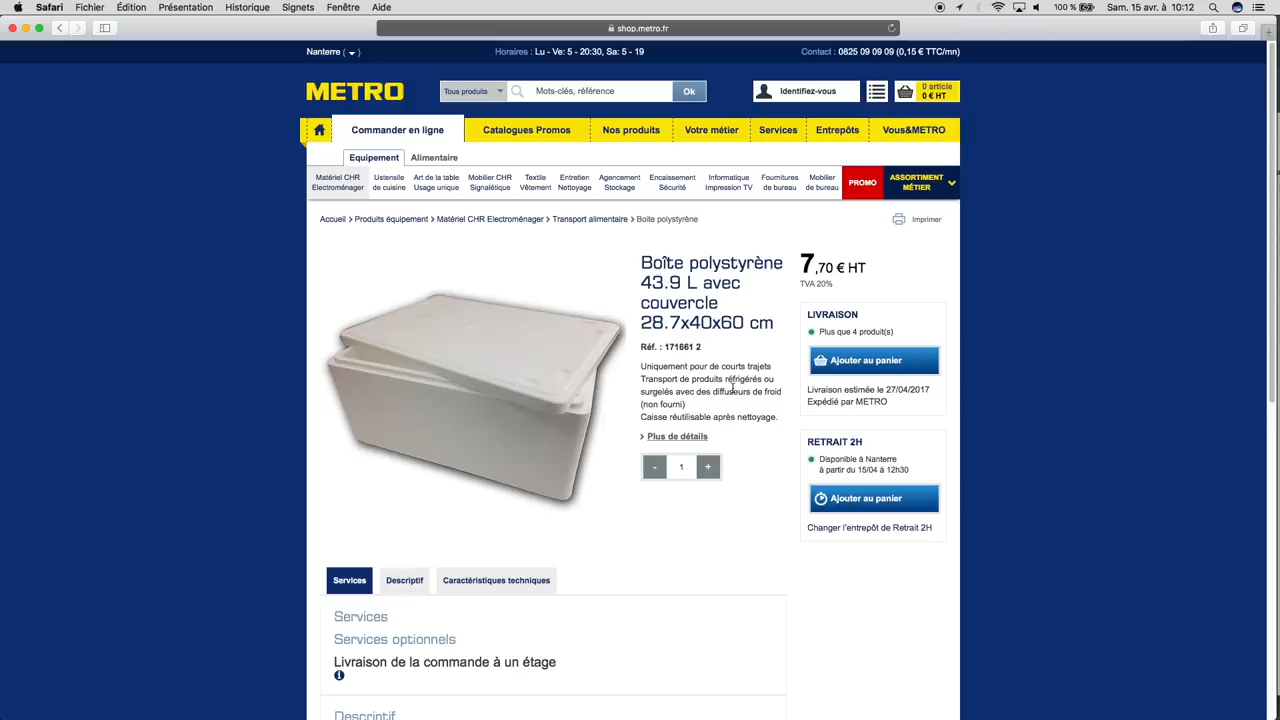 Safari Fichier Édition Présentation Historique Signets Fenêtre Aide 100 % Sam. 15 avr. à 10:12
shop.metro.fr
Nanterre ( ) Horaires : Lu - Ve: 5 - 20:30, Sa: 5 - 19 Contact : 0825 09 09 09 (0,15 € TTC/mn)
METRO Tous produits Mots-clés, référence Ok Identifiez-vous 0 article
0 € HT
Commander en ligne Catalogues Promos Nos produits Votre métier Services Entrepôts Vous&METRO
Equipement Alimentaire
Matériel CHR Ustensile Art de la table Mobilier CHR Textile Entretien Agencement Encaissement Informatique Fournitures Mobilier PROMO ASSORTIMENT
Electroménager de cuisine Usage unique Signalétique Vêtement Nettoyage Stockage Sécurité Impression TV de bureau de bureau MÉTIER
Accueil > Produits équipement > Matériel CHR Electroménager > Transport alimentaire > Boite polystyrène Imprimer
Boîte polystyrène
43.9 L avec
couvercle
28.7x40x60 cm
Réf. : 171661 2
Uniquement pour de courts trajets
Transport de produits réfrigérés ou
surgelés avec des diffuseurs de froid
(non fourni)
Caisse réutilisable après nettoyage.
> Plus de détails
- 1 +
7,70 € HT
TVA 20%
LIVRAISON
Plus que 4 produit(s)
Ajouter au panier
Livraison estimée le 27/04/2017
Expédié par METRO
RETRAIT 2H
Disponible à Nanterre
à partir du 15/04 à 12h30
Ajouter au panier
Changer l'entrepôt de Retrait 2H
Services Descriptif Caractéristiques techniques
Services
Services optionnels
Livraison de la commande à un étage
Descriptif